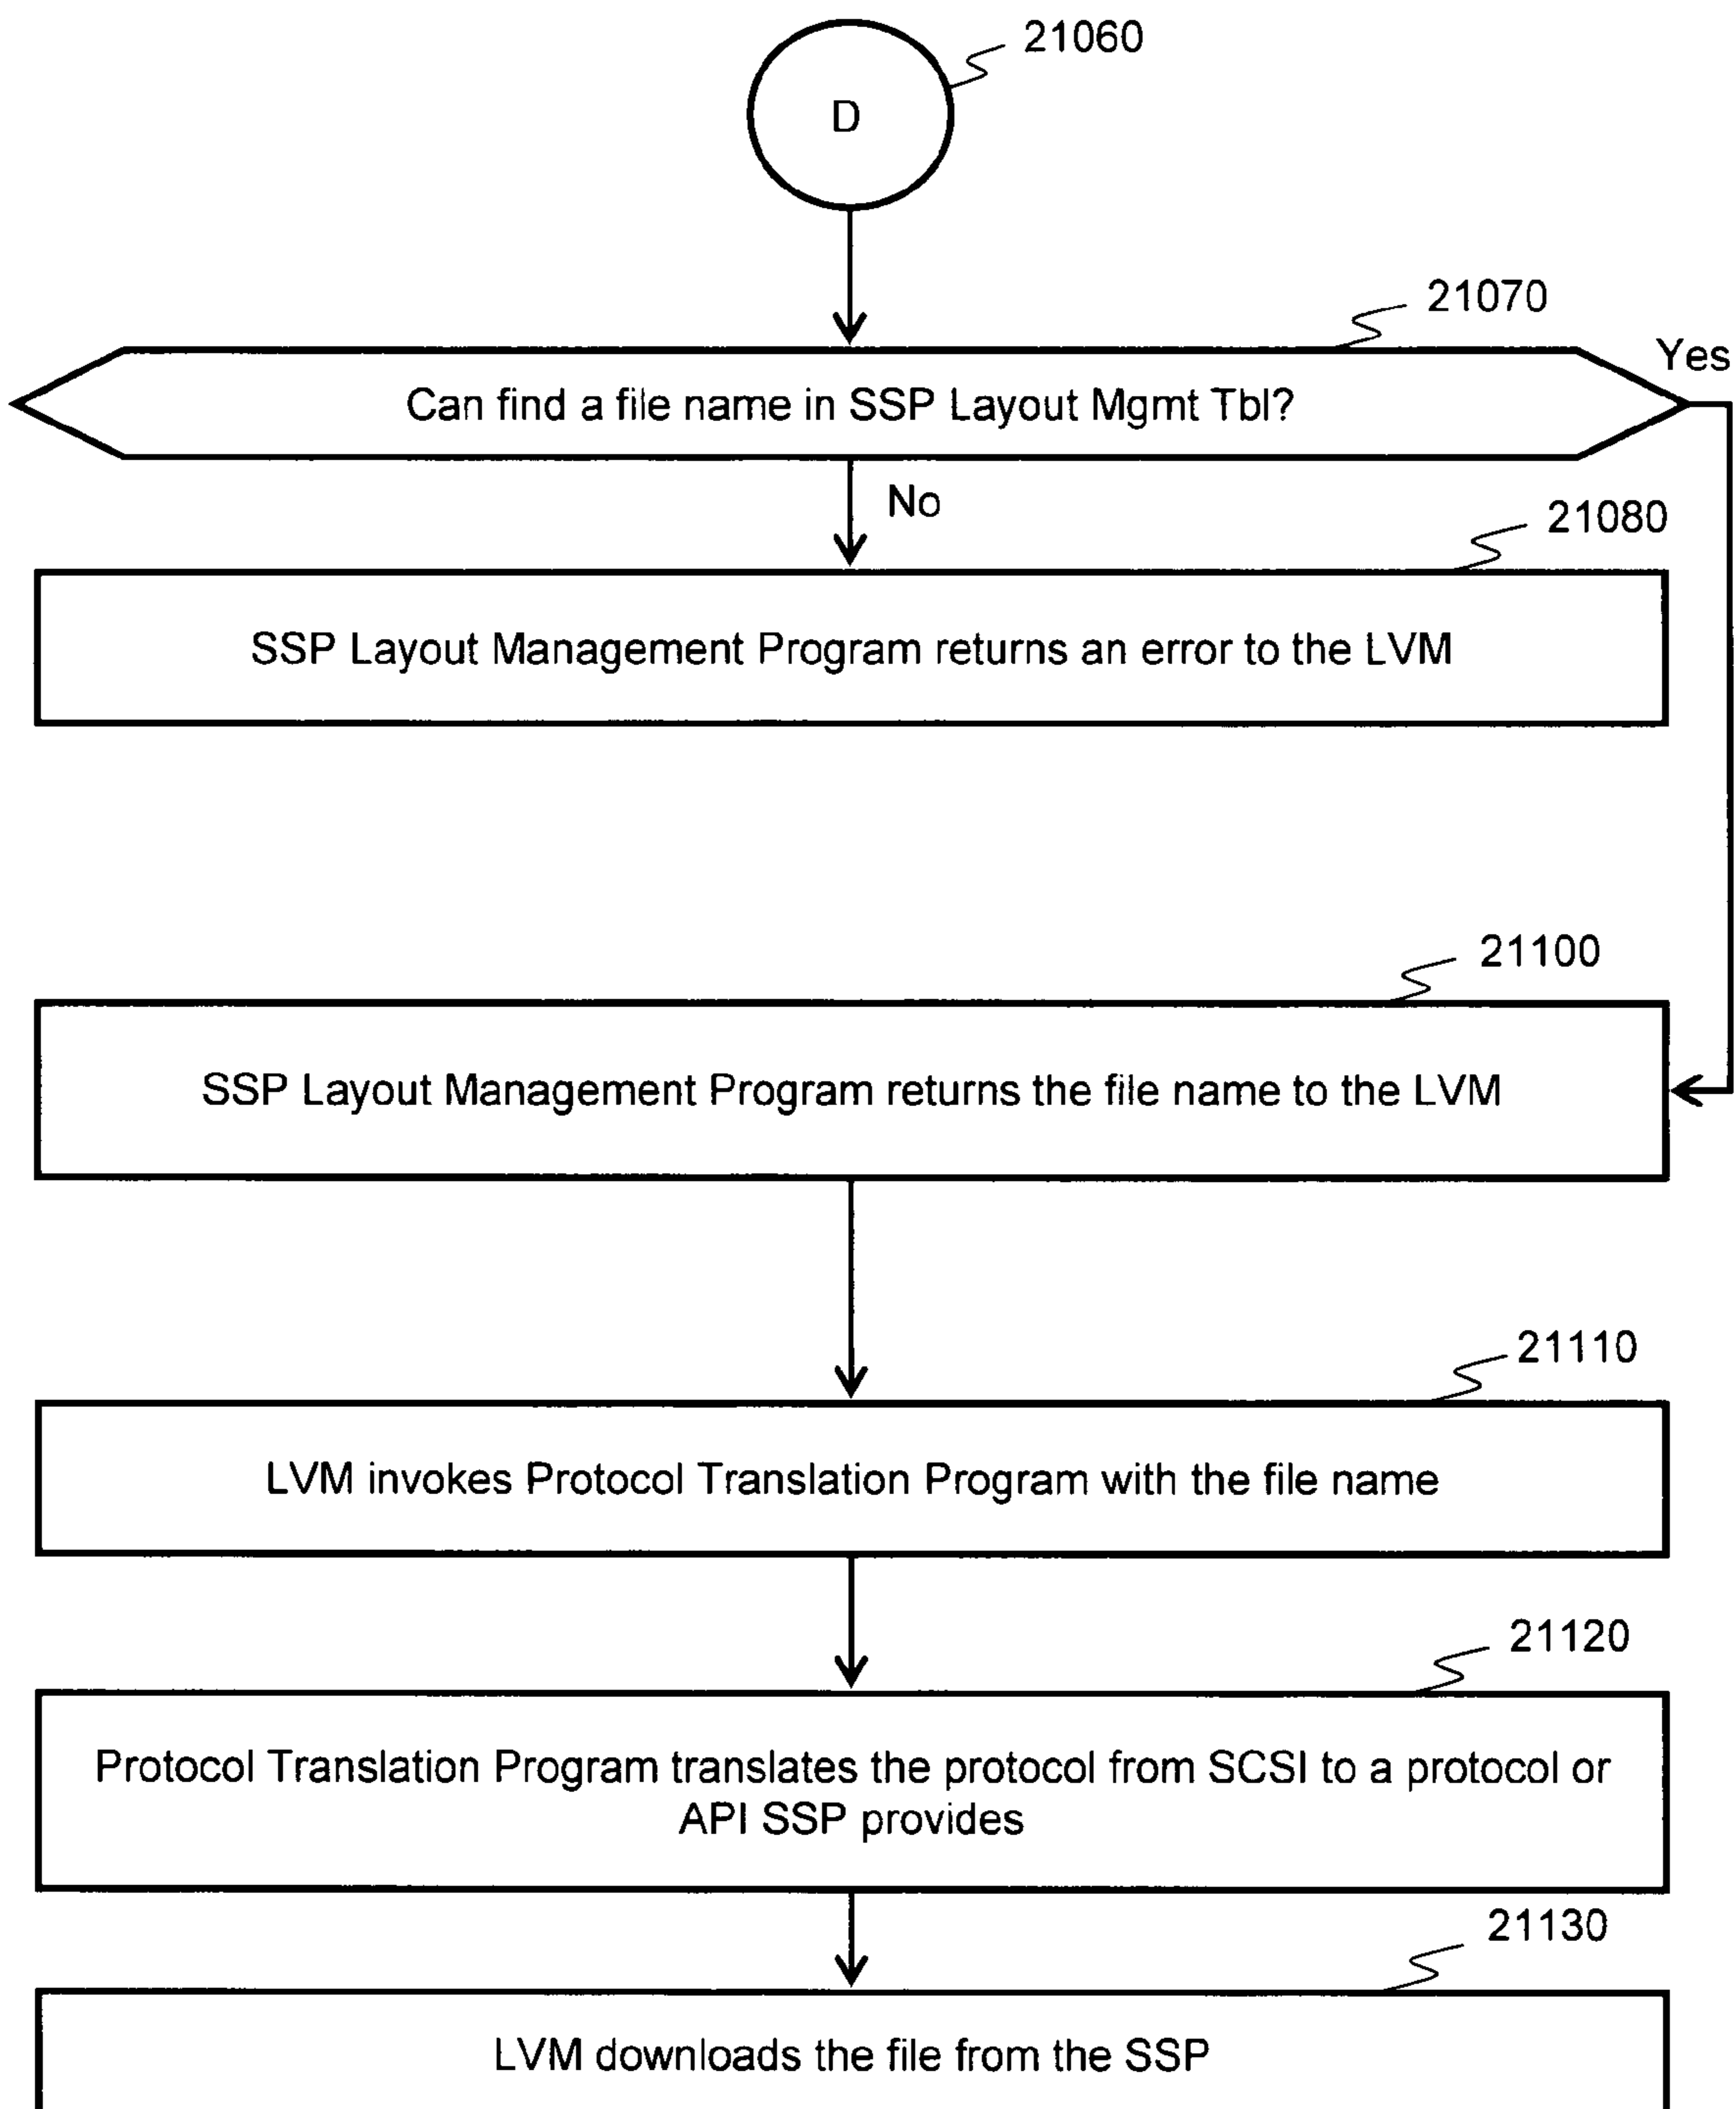 21060
D
21070
Yes
Can find a file name in SSP Layout Mgmt Tbl?
No
21080
SSP Layout Management Program returns an error to the LVM
21100
SSP Layout Management Program returns the file name to the LVM
21110
LVM invokes Protocol Translation Program with the file name
21120
Protocol Translation Program translates the protocol from SCSI to a protocol or
API SSP provides
21130
LVM downloads the file from the SSP